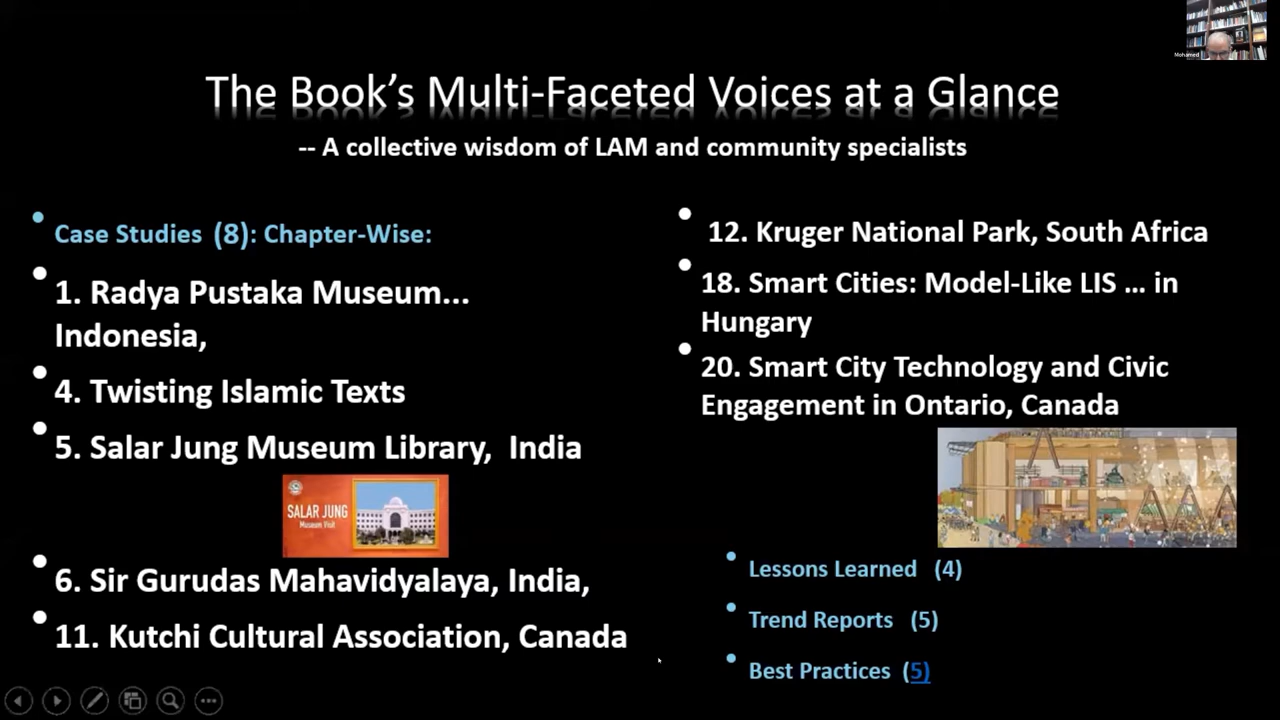 Mohamed
The Book's Multi-Faceted Voices at a Glance
-- A collective wisdom of LAM and community specialists
Case Studies (8): Chapter-Wise:
1. Radya Pustaka Museum...
Indonesia,
4. Twisting Islamic Texts
5. Salar Jung Museum Library, India
SALAR JUNG
Museum Visit
6. Sir Gurudas Mahavidyalaya, India,
11. Kutchi Cultural Association, Canada
12. Kruger National Park, South Africa
18. Smart Cities: Model-Like LIS ... in
Hungary
20. Smart City Technology and Civic
Engagement in Ontario, Canada
Lessons Learned (4)
Trend Reports (5)
Best Practices (5)